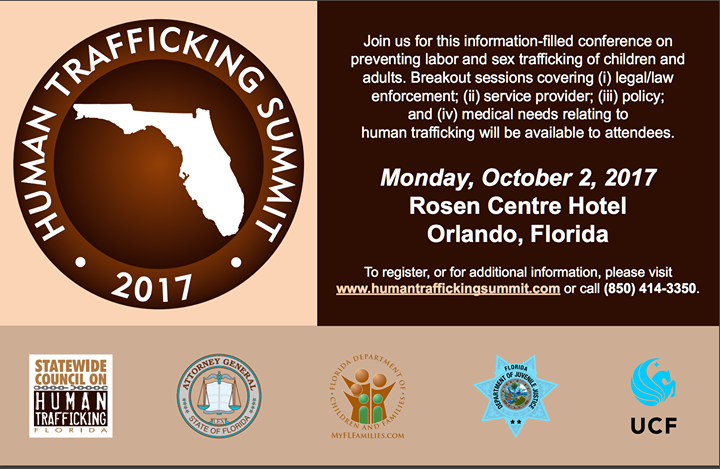 HUMAN TRAFFICKING SUMMIT
• 2017 •
Join us for this information-filled conference on
preventing labor and sex trafficking of children and
adults. Breakout sessions covering (i) legal/law
enforcement; (ii) service provider; (iii) policy;
and (iv) medical needs relating to
human trafficking will be available to attendees.
Monday, October 2, 2017
Rosen Centre Hotel
Orlando, Florida
To register, or for additional information, please visit
www.humantraffickingsummit.com or call (850) 414-3350.
STATEWIDE
COUNCIL ON
HUMAN
TRAFFICKING
FLORIDA
ATTORNEY GENERAL
STATE OF FLORIDA
FLORIDA DEPARTMENT OF
CHILDREN AND FAMILIES
MYFLFAMILIES.COM
FLORIDA
DEPARTMENT OF JUVENILE JUSTICE
UCF